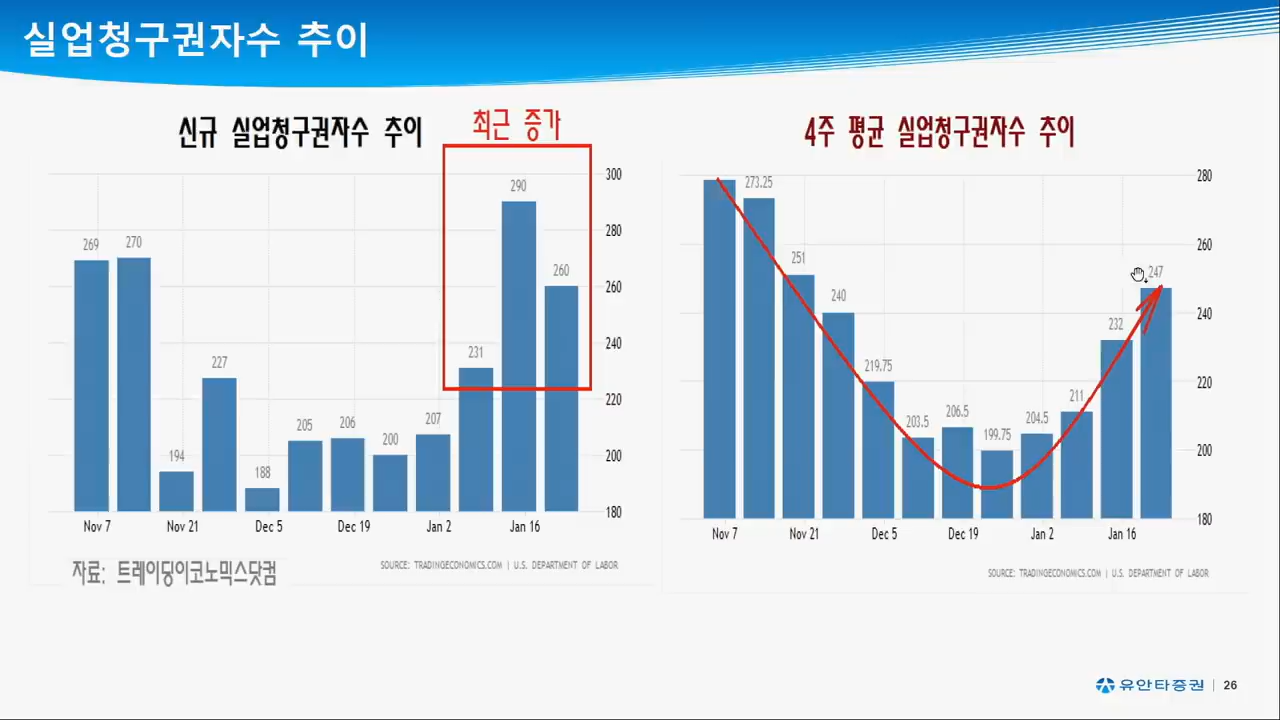 실업청구권자수 추이
신규 실업청구권자수 추이
최근 증가
300
280
260
240
220
200
180
269
270
194
227
188
205
206
200
207
231
290
260
Nov 7
Nov 21
Dec 5
Dec 19
Jan 2
Jan 16
자료: 트레이딩이코노믹스닷컴
SOURCE: TRADINGECONOMICS.COM | U.S. DEPARTMENT OF LABOR
4주 평균 실업청구권자수 추이
280
260
240
220
200
180
273.25
251
240
219.75
203.5
206.5
199.75
204.5
211
232
247
Nov 7
Nov 21
Dec 5
Dec 19
Jan 2
Jan 16
SOURCE: TRADINGECONOMICS.COM | U.S. DEPARTMENT OF LABOR
유안타증권 | 26